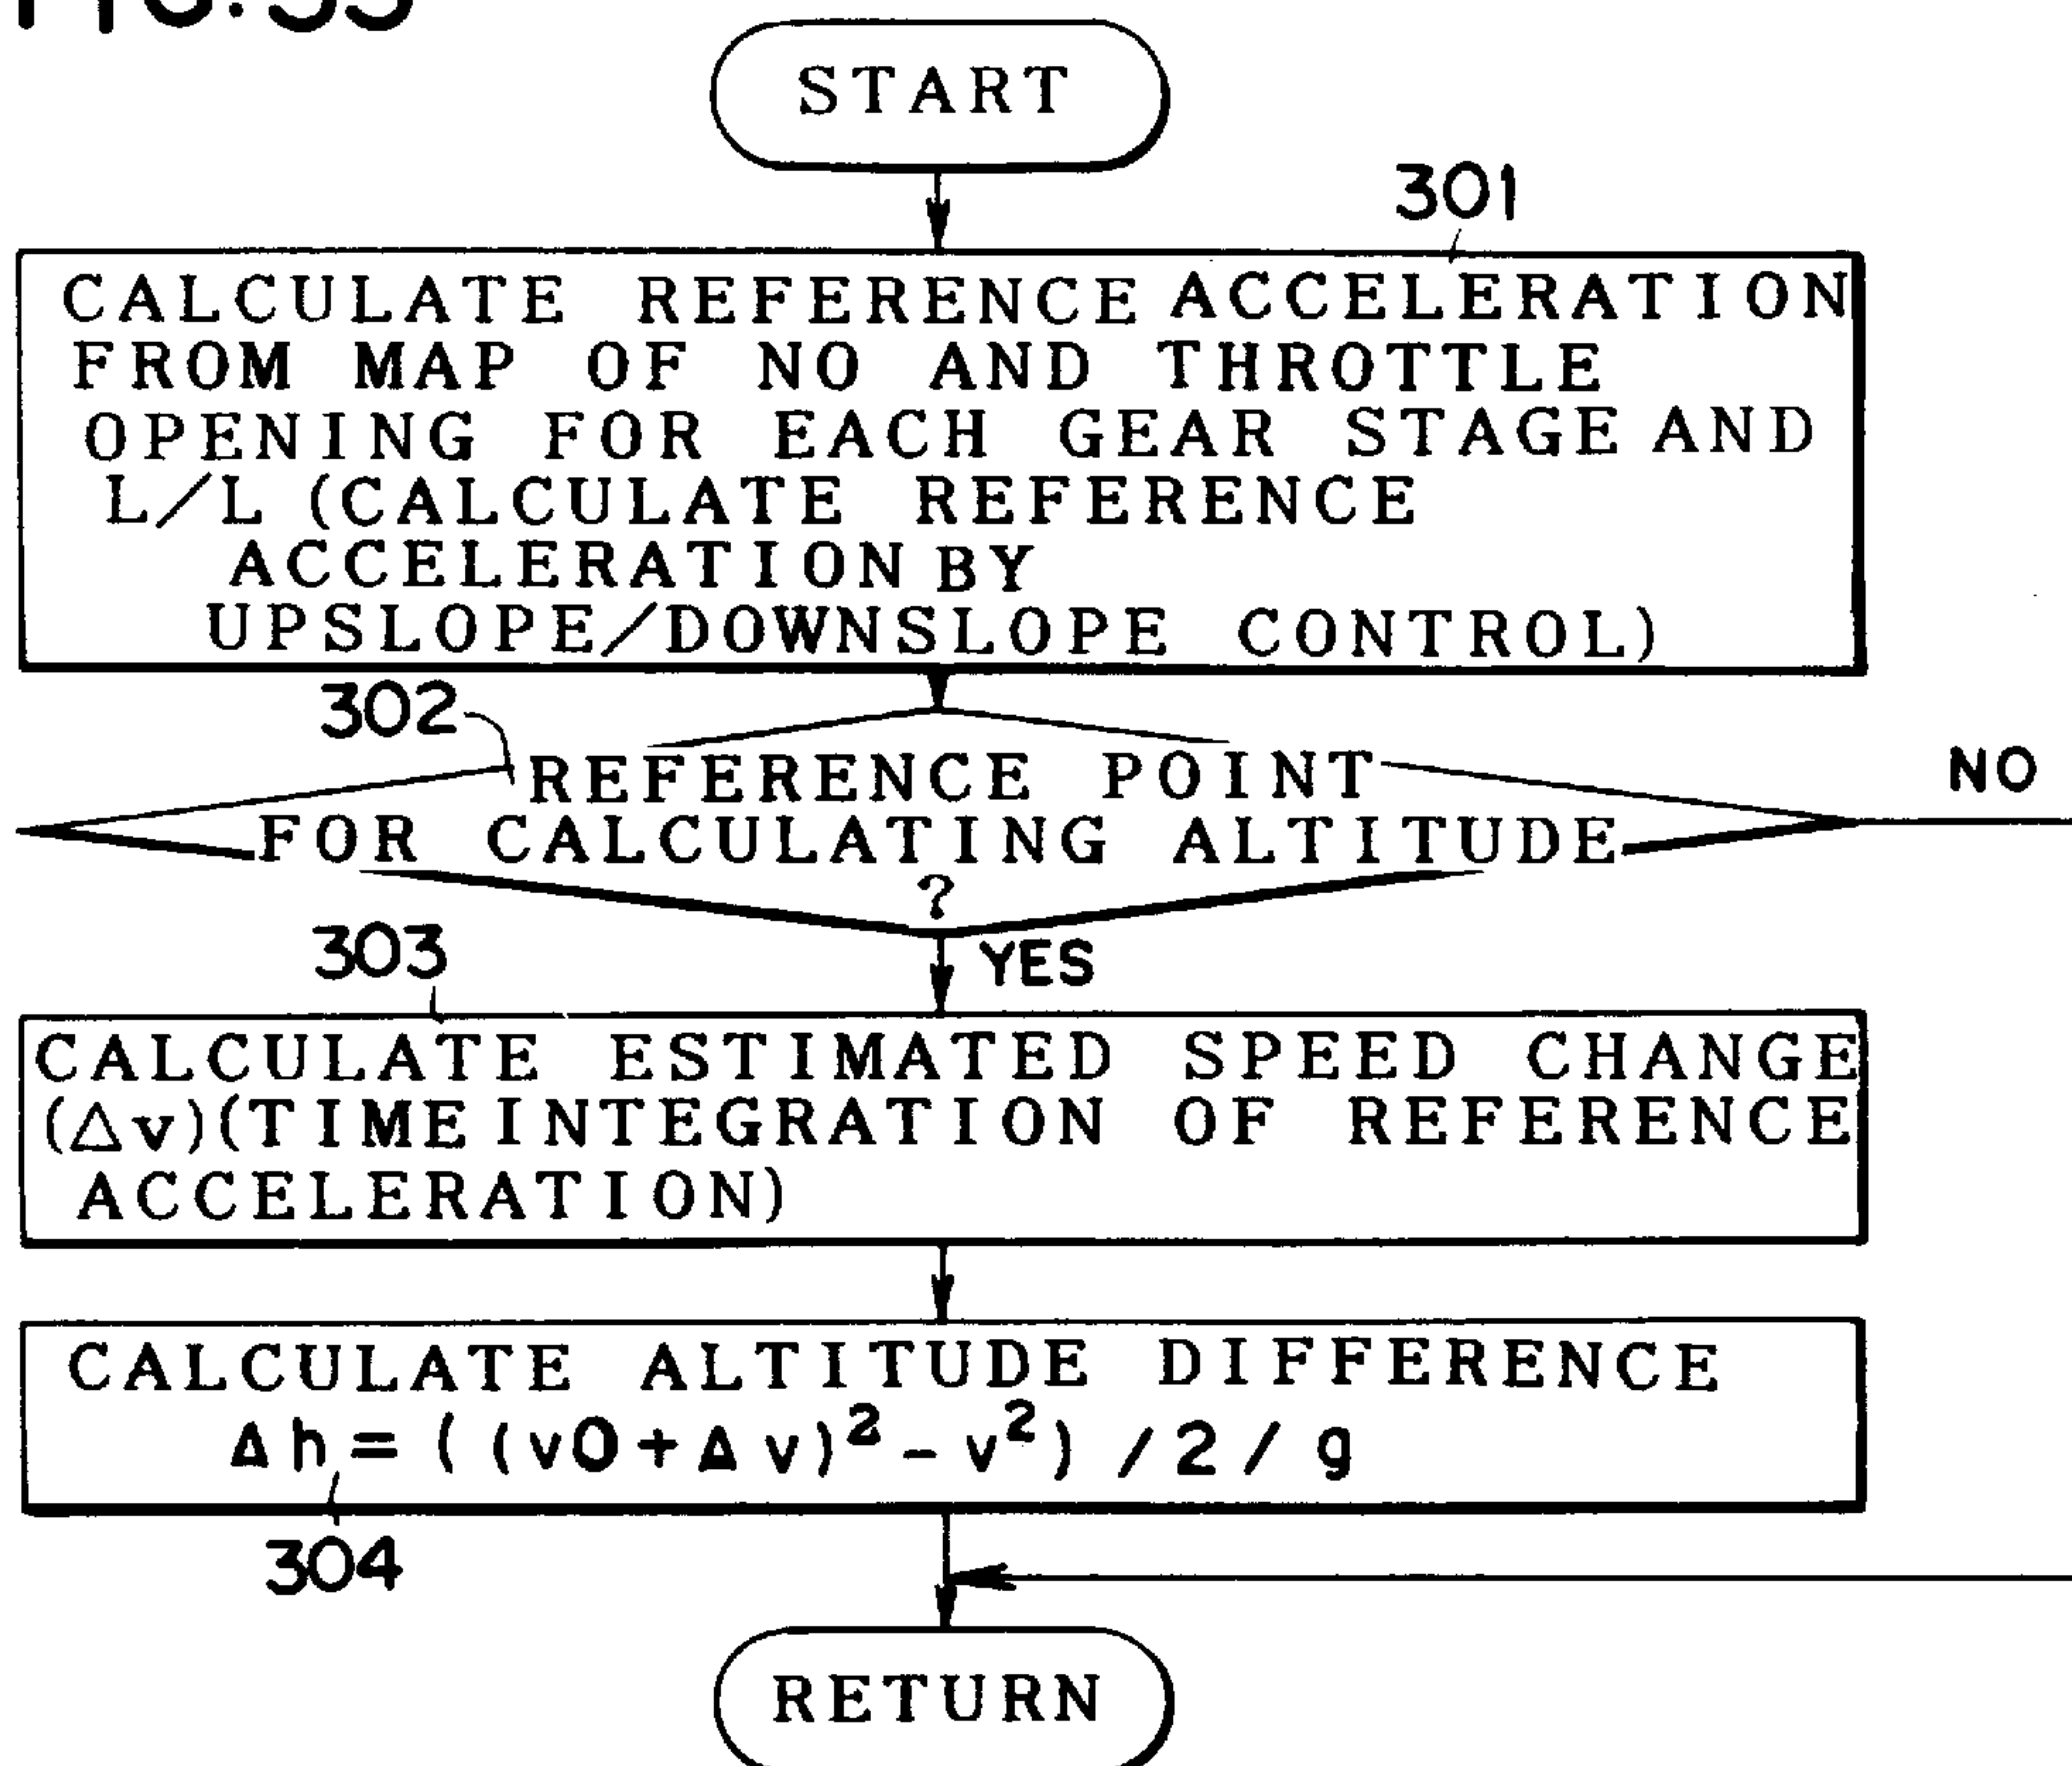 FIG. 33
START
301
CALCULATE REFERENCE ACCELERATION
FROM MAP OF NO AND THROTTLE
OPENING FOR EACH GEAR STAGE AND
L/L (CALCULATE REFERENCE
ACCELERATION BY
UPSLOPE/DOWNSLOPE CONTROL)
302
REFERENCE POINT
FOR CALCULATING ALTITUDE
?
NO
YES
303
CALCULATE ESTIMATED SPEED CHANGE
(Δv)(TIME INTEGRATION OF REFERENCE
ACCELERATION)
CALCULATE ALTITUDE DIFFERENCE
Δh=((v0+Δv)²-v²)/2/g
304
RETURN